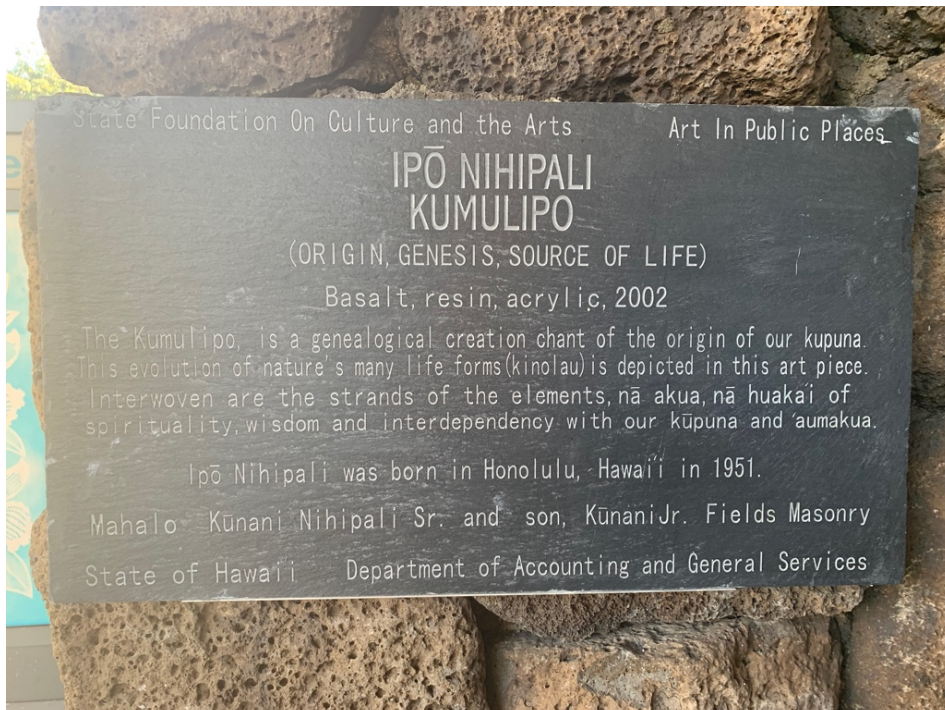 State Foundation On Culture and the Arts Art In Public Places
IPŌ NIHIPALI
KUMULIPO
(ORIGIN, GENESIS, SOURCE OF LIFE)
Basalt, resin, acrylic, 2002
The Kumulipo, is a genealogical creation chant of the origin of our kupuna.
This evolution of nature's many life forms(kinolau) is depicted in this art piece.
Interwoven are the strands of the elements, nā akua, nā huakaʻi of
spirituality, wisdom and interdependency with our kūpuna and ʻaumakua.
Ipō Nihipali was born in Honolulu, Hawaiʻi in 1951.
Mahalo Kūnani Nihipali Sr. and son, Kūnani Jr. Fields Masonry
State of Hawaiʻi Department of Accounting and General Services